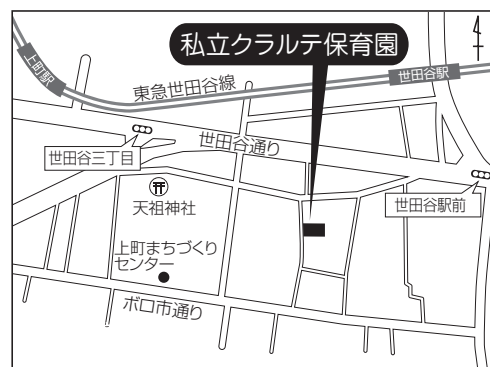 私立クラルテ保育園
上町駅
東急世田谷線
世田谷駅
世田谷通り
世田谷三丁目
天祖神社
世田谷駅前
上町まちづくり
センター
ボロ市通り